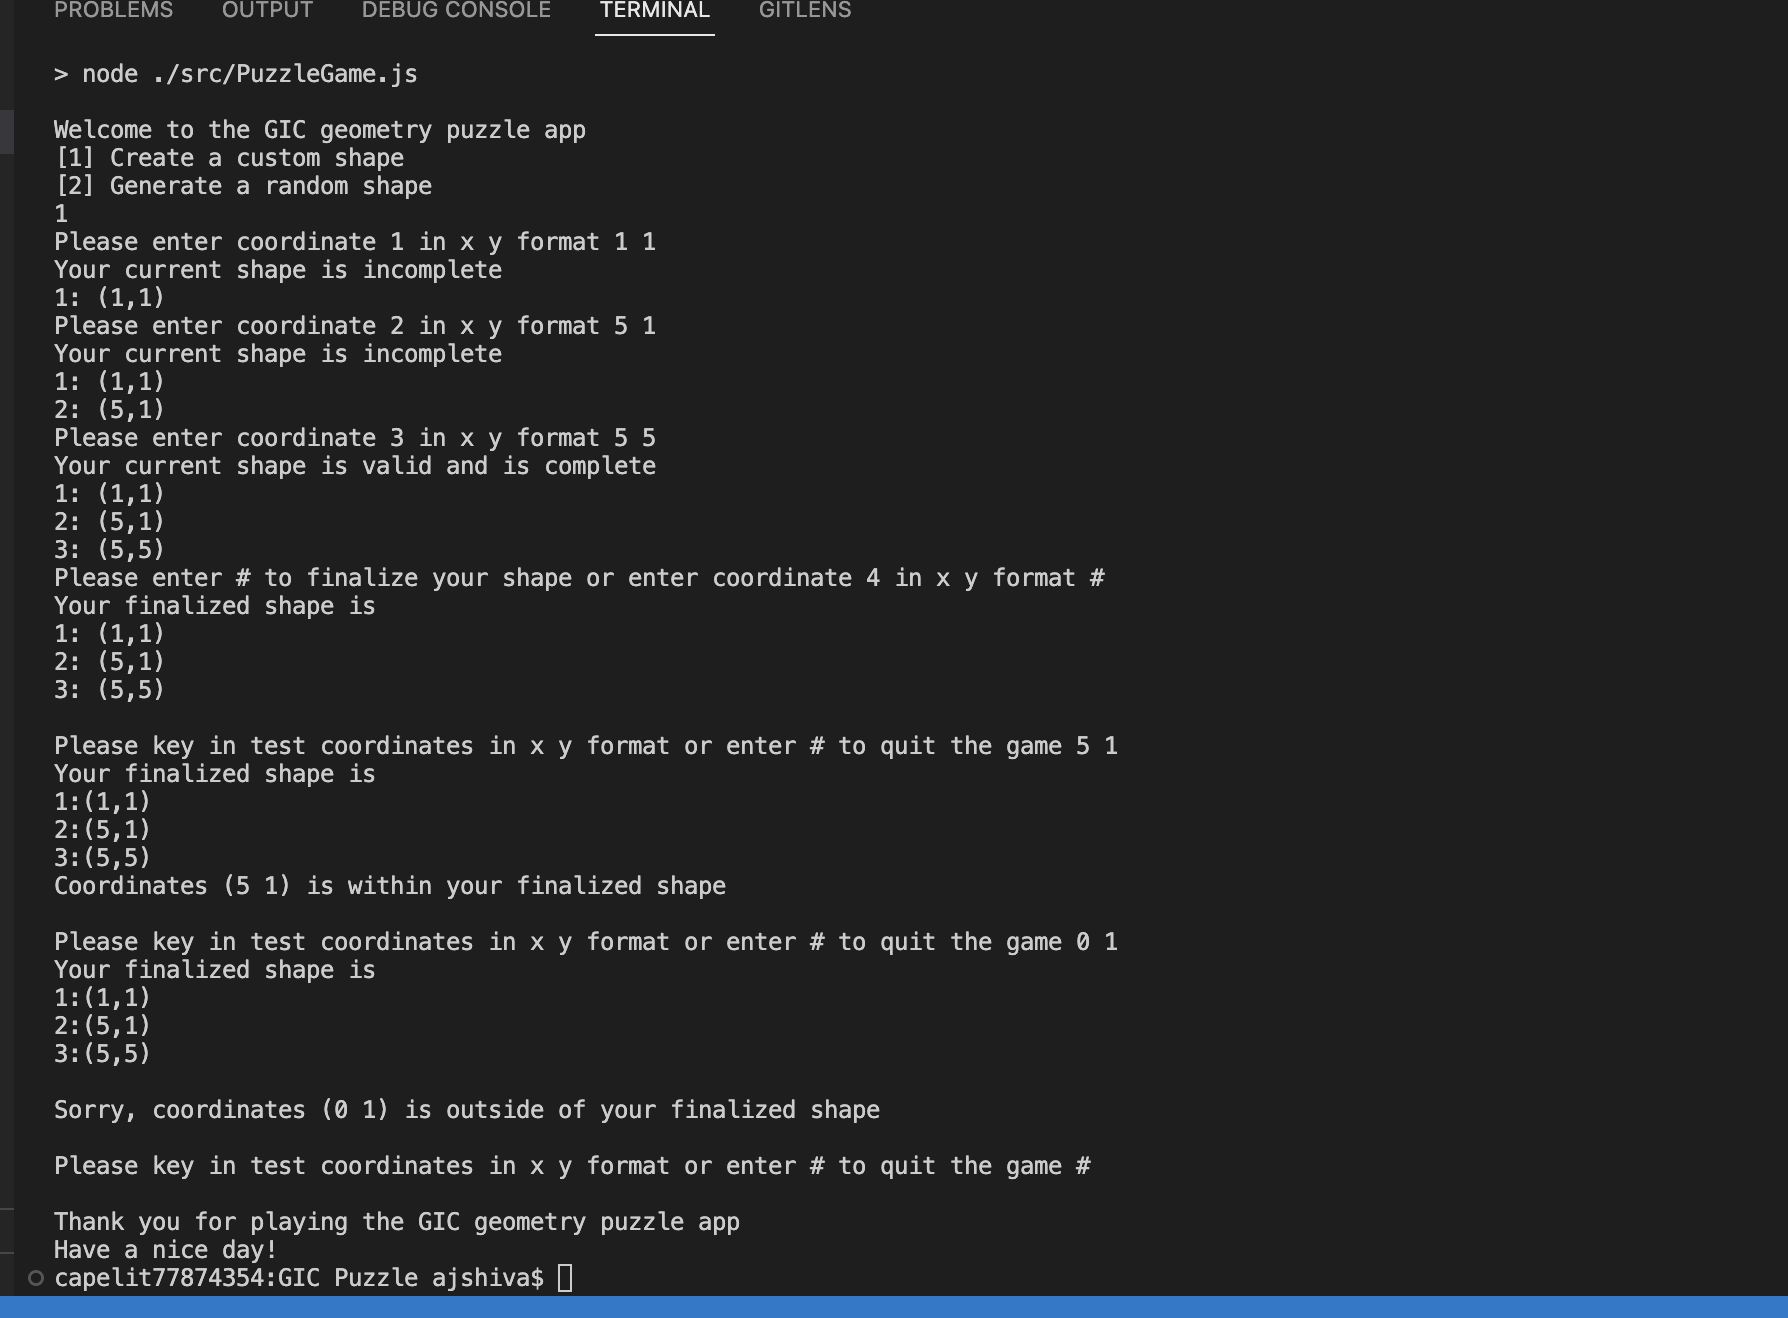 PROBLEMS OUTPUT DEBUG CONSOLE TERMINAL GITLENS
> node ./src/PuzzleGame.js
Welcome to the GIC geometry puzzle app
[1] Create a custom shape
[2] Generate a random shape
1
Please enter coordinate 1 in x y format 1 1
Your current shape is incomplete
1: (1,1)
Please enter coordinate 2 in x y format 5 1
Your current shape is incomplete
1: (1,1)
2: (5,1)
Please enter coordinate 3 in x y format 5 5
Your current shape is valid and is complete
1: (1,1)
2: (5,1)
3: (5,5)
Please enter # to finalize your shape or enter coordinate 4 in x y format #
Your finalized shape is
1: (1,1)
2: (5,1)
3: (5,5)
Please key in test coordinates in x y format or enter # to quit the game 5 1
Your finalized shape is
1:(1,1)
2:(5,1)
3:(5,5)
Coordinates (5 1) is within your finalized shape
Please key in test coordinates in x y format or enter # to quit the game 0 1
Your finalized shape is
1:(1,1)
2:(5,1)
3:(5,5)
Sorry, coordinates (0 1) is outside of your finalized shape
Please key in test coordinates in x y format or enter # to quit the game #
Thank you for playing the GIC geometry puzzle app
Have a nice day!
capelit77874354:GIC Puzzle ajshiva$